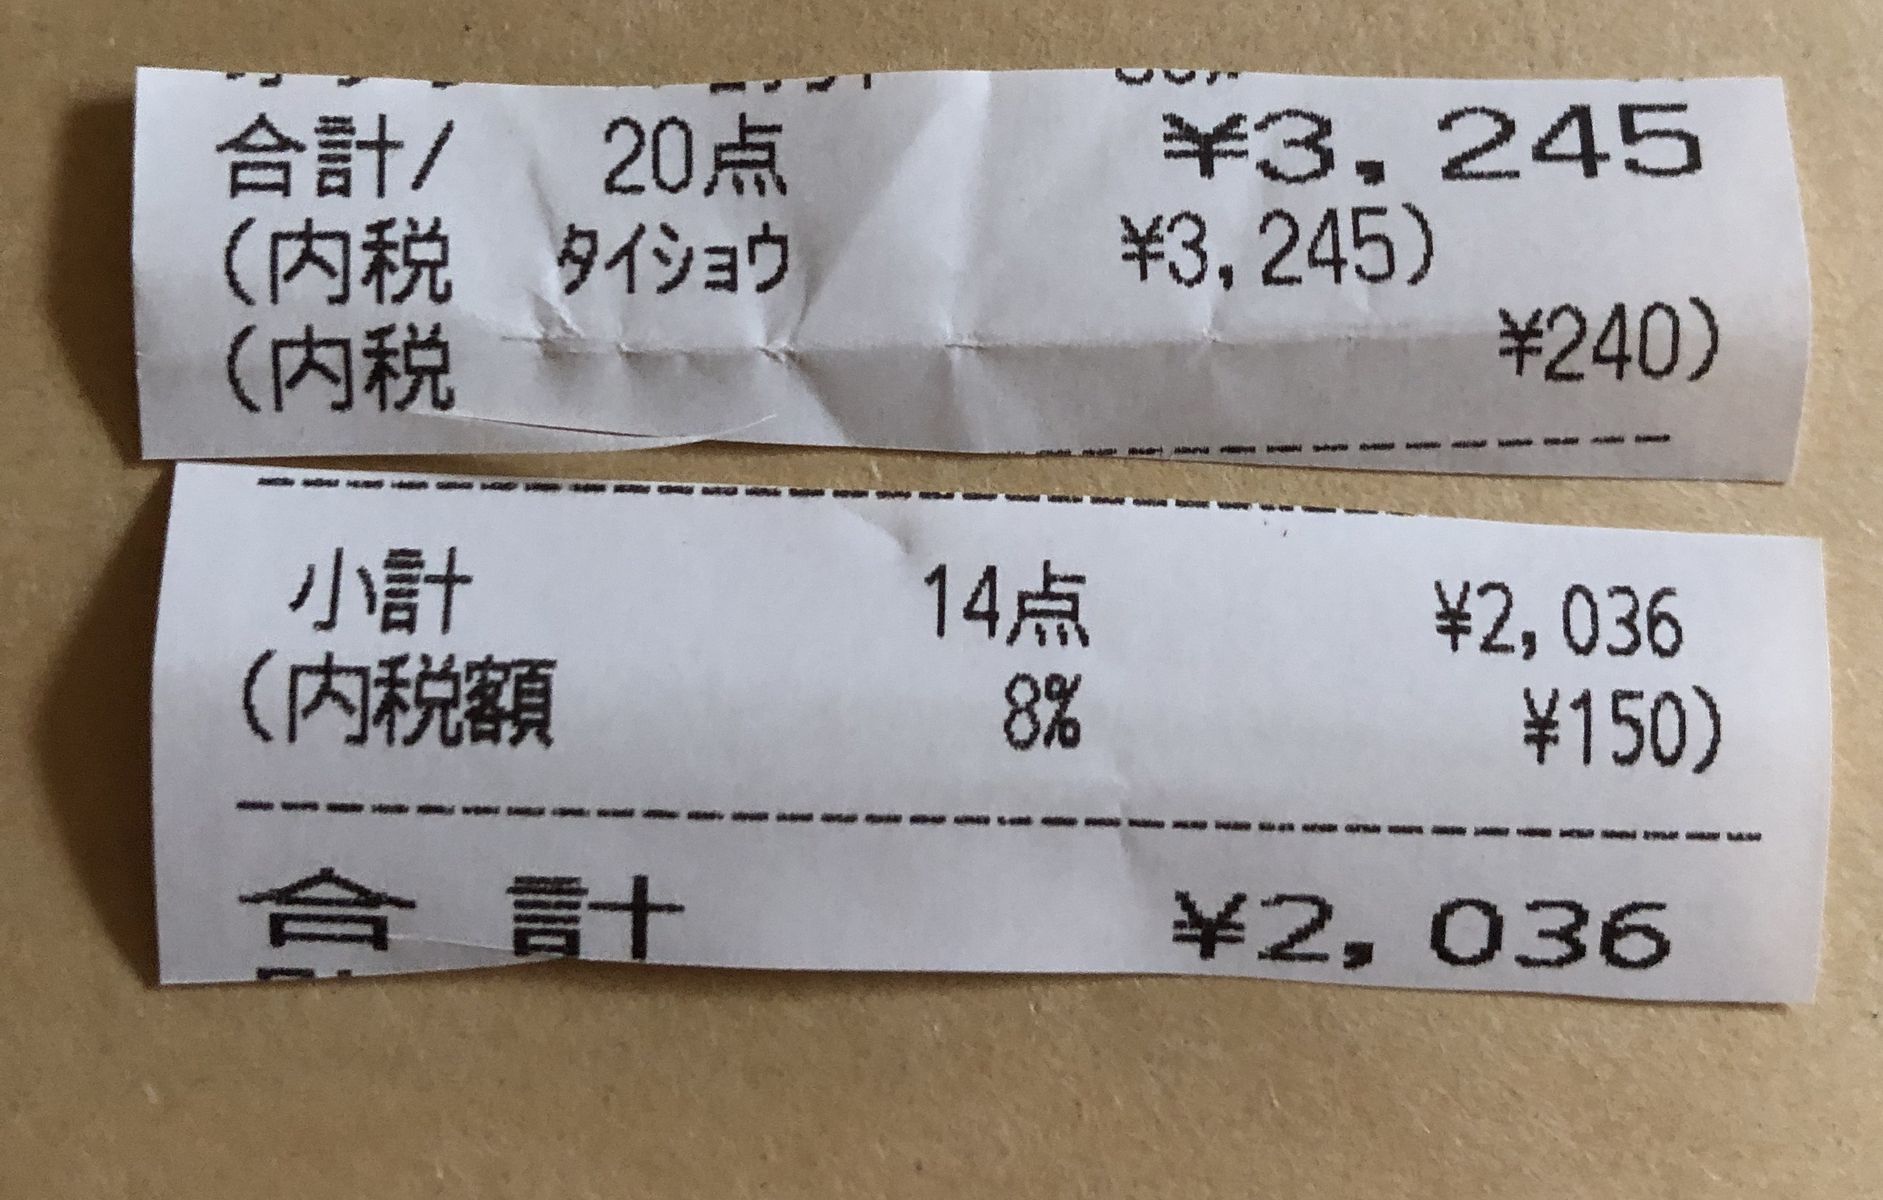 合計/ 20点 ¥3,245
(内税 タイショウ ¥3,245)
(内税 ¥240)
小計 14点 ¥2,036
(内税額 8% ¥150)
合計 ¥2,036